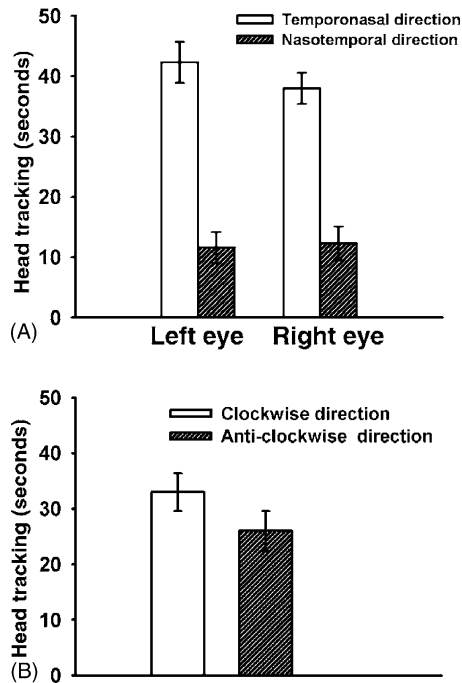 50
40
30
20
10
0
Head tracking (seconds)
Temporonasal direction
Nasotemporal direction
Left eye
Right eye
(A)
50
40
30
20
10
0
Head tracking (seconds)
Clockwise direction
Anti-clockwise direction
(B)